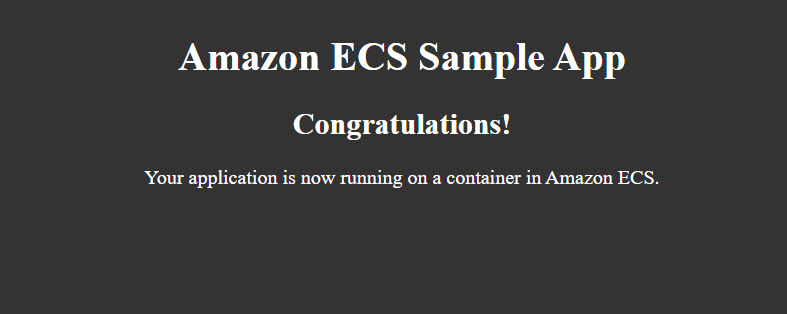 Amazon ECS Sample App
Congratulations!
Your application is now running on a container in Amazon ECS.